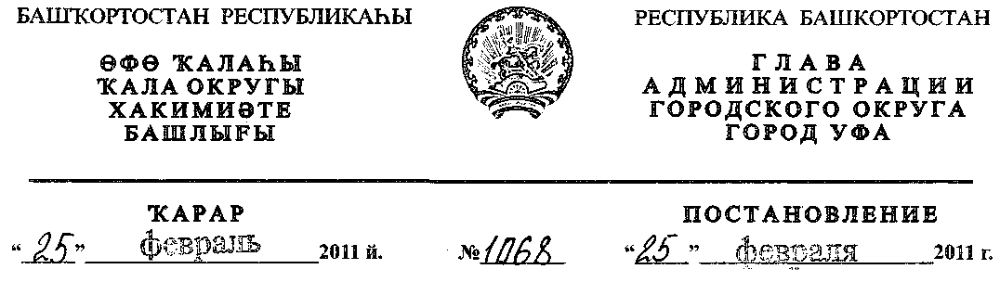 БАШҠОРТОСТАН РЕСПУБЛИКАҺЫ
ӨФӨ ҠАЛАҺЫ
ҠАЛА ОКРУГЫ
ХАКИМИӘТЕ
БАШЛЫҒЫ
РЕСПУБЛИКА БАШКОРТОСТАН
ГЛАВА
АДМИНИСТРАЦИИ
ГОРОДСКОГО ОКРУГА
ГОРОД УФА
ҠАРАР
ПОСТАНОВЛЕНИЕ
“25” февраль 2011 й. №1068 “25” февраля 2011 г.